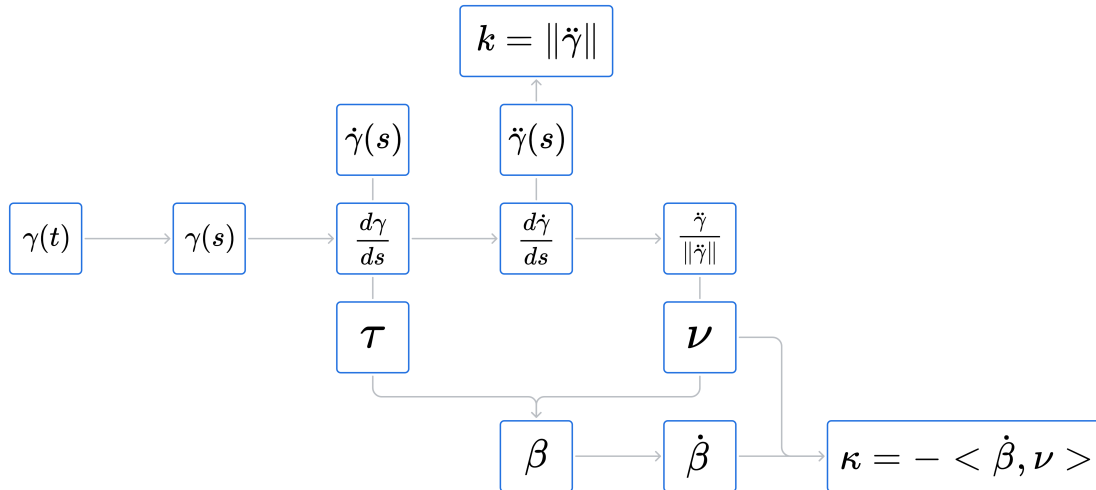 k = ‖γ̈‖
γ̇(s)
γ̈(s)
γ(t)
γ(s)
dγ/ds
dγ̇/ds
γ̈/‖γ̈‖
τ
ν
β
β̇
κ = − < β̇, ν >